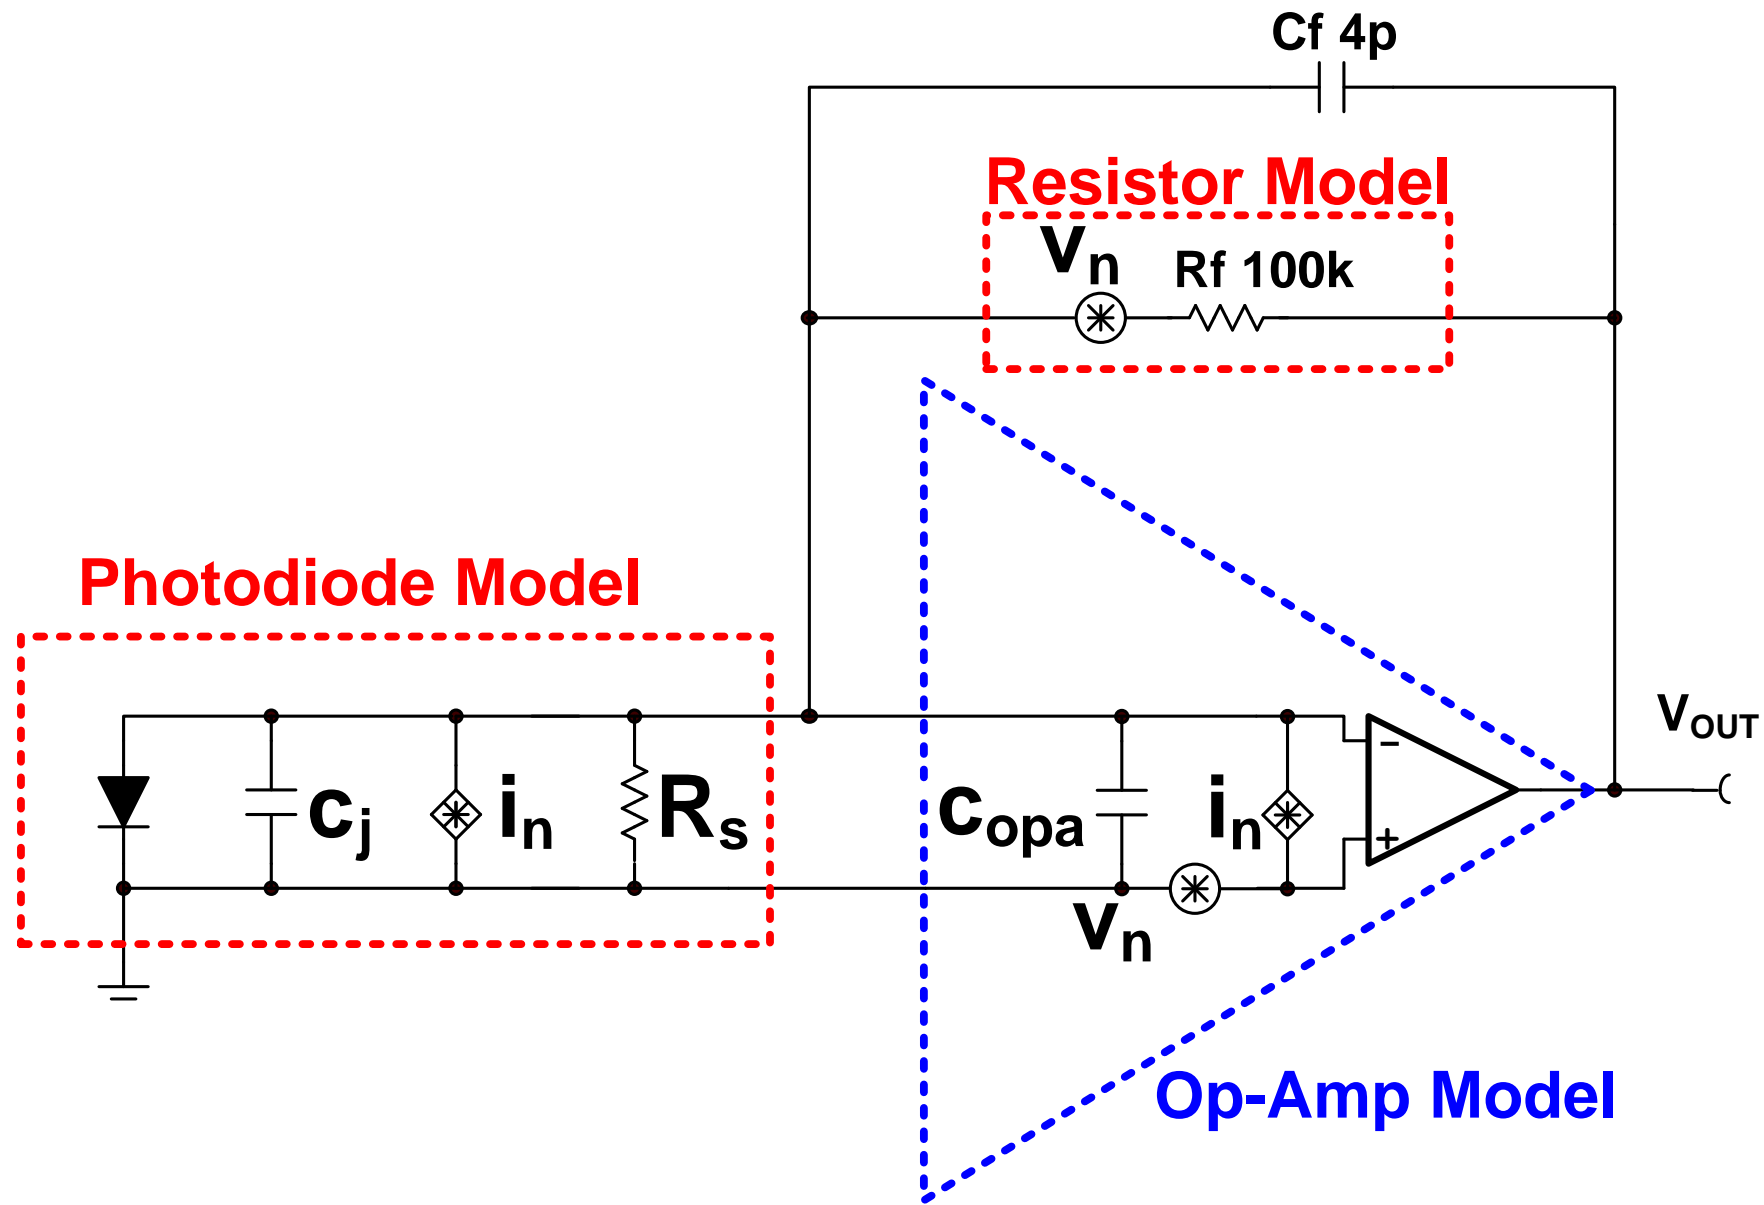 Cf 4p
Resistor Model
vn
Rf 100k
Photodiode Model
cj
in
Rs
copa
in
vn
VOUT
-
+
Op-Amp Model